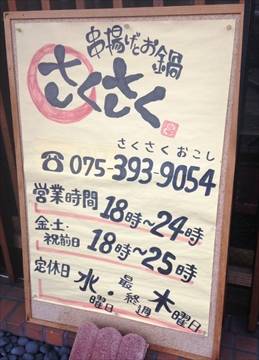 串揚げとお鍋
さくさく
さくさく おこし
☎ 075-393-9054
営業時間 18時〜24時
金・土・祝前日 18時〜25時
定休日 水曜日・最終週木曜日